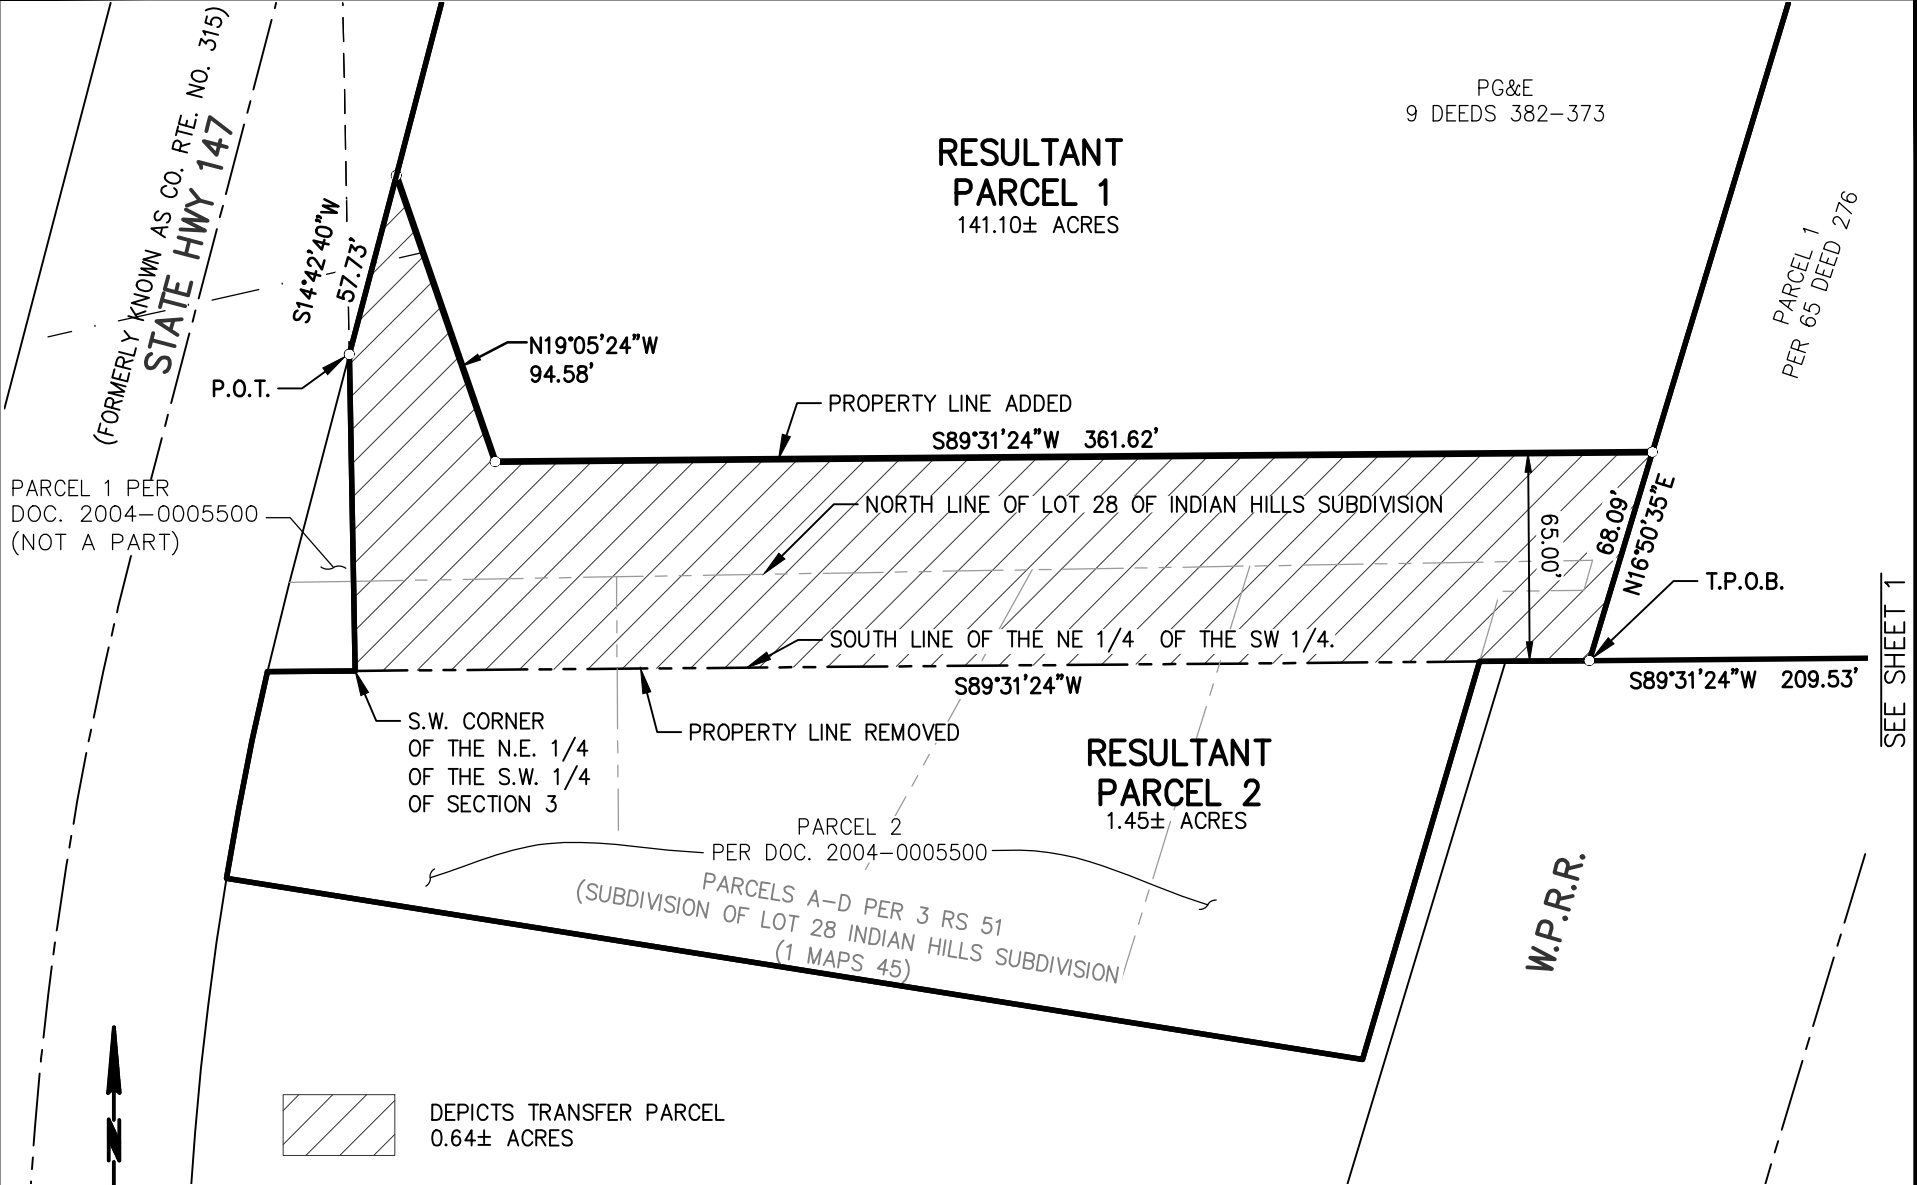 (FORMERLY KNOWN AS CO. RTE. NO. 315)
STATE HWY 147
PG&E
9 DEEDS 382-373
RESULTANT
PARCEL 1
141.10± ACRES
PARCEL 1
PER 65 DEED 276
S14°42'40"W
57.73'
N19°05'24"W
94.58'
P.O.T.
PROPERTY LINE ADDED
S89°31'24"W 361.62'
PARCEL 1 PER
DOC. 2004-0005500
(NOT A PART)
NORTH LINE OF LOT 28 OF INDIAN HILLS SUBDIVISION
65.00'
68.09'
N16°50'35"E
T.P.O.B.
SOUTH LINE OF THE NE 1/4 OF THE SW 1/4.
S89°31'24"W
S89°31'24"W 209.53'
SEE SHEET 1
S.W. CORNER
OF THE N.E. 1/4
OF THE S.W. 1/4
OF SECTION 3
PROPERTY LINE REMOVED
RESULTANT
PARCEL 2
1.45± ACRES
PARCEL 2
PER DOC. 2004-0005500
PARCELS A-D PER 3 RS 51
(SUBDIVISION OF LOT 28 INDIAN HILLS SUBDIVISION
(1 MAPS 45)
W.P.R.R.
N
DEPICTS TRANSFER PARCEL
0.64± ACRES